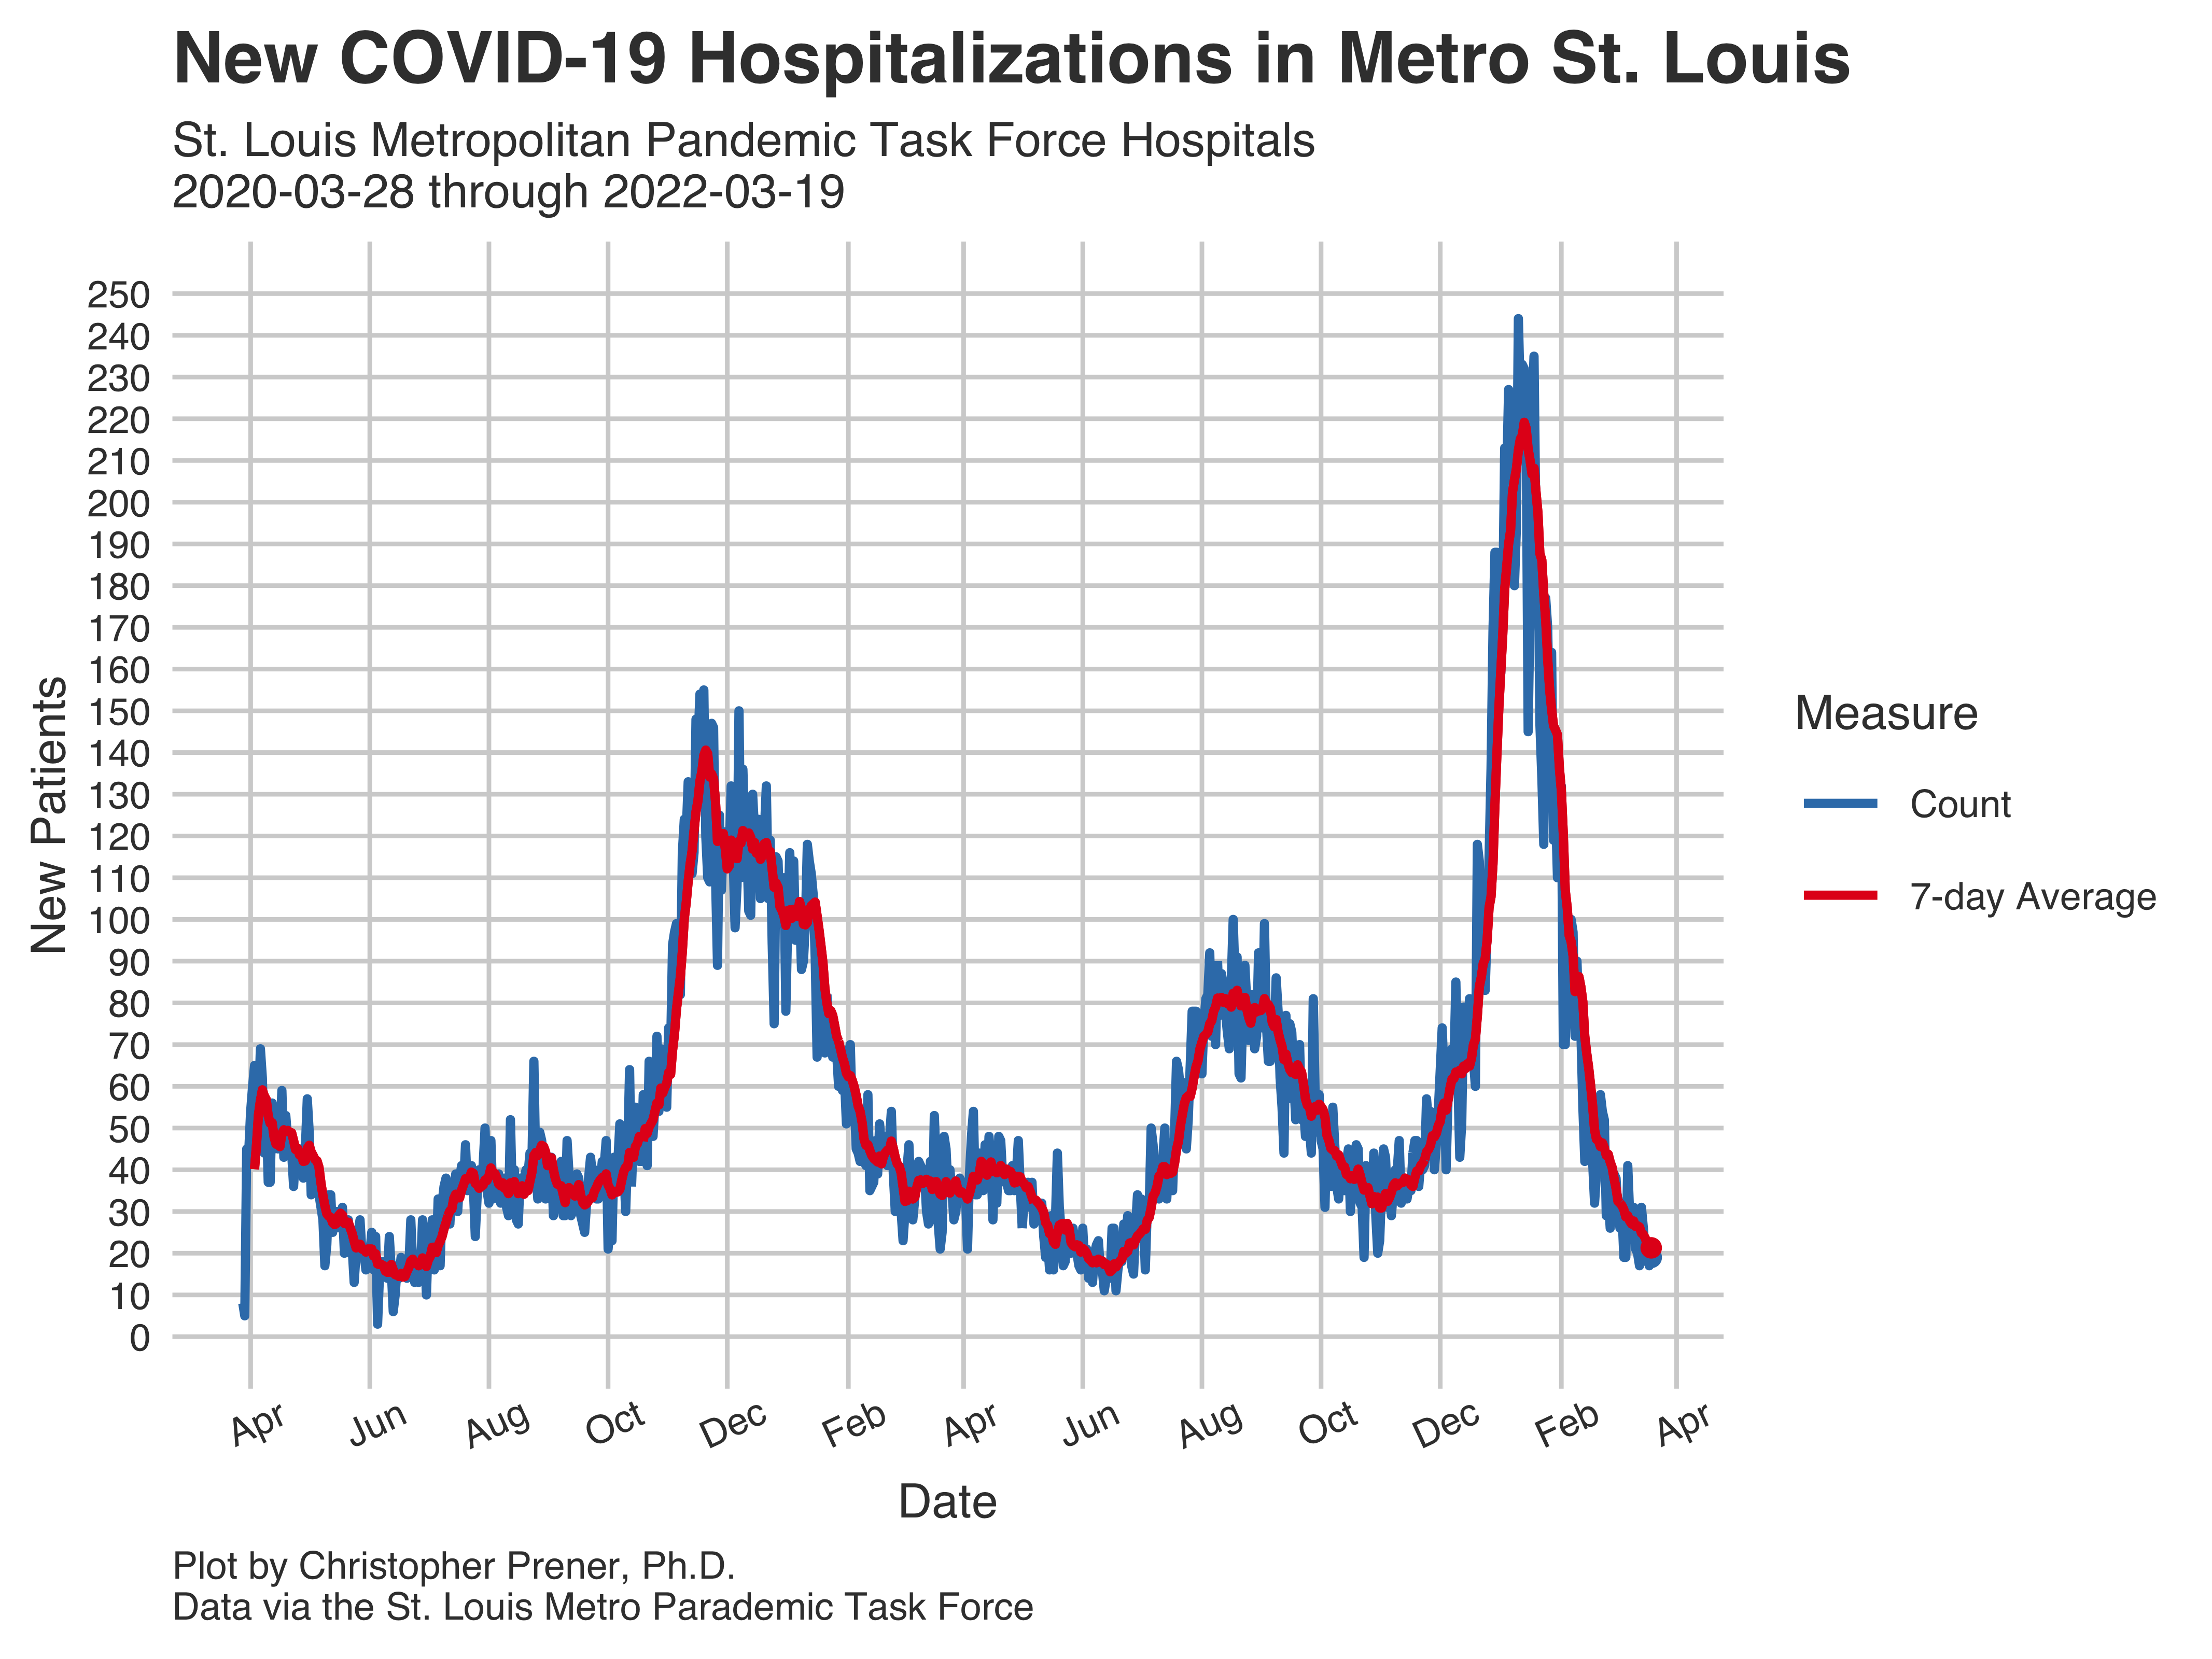 New COVID-19 Hospitalizations in Metro St. Louis
St. Louis Metropolitan Pandemic Task Force Hospitals
2020-03-28 through 2022-03-19
250
240
230
220
210
200
190
180
170
160
150
140
130
120
110
100
90
80
70
60
50
40
30
20
10
0
New Patients
Apr Jun Aug Oct Dec Feb Apr Jun Aug Oct Dec Feb Apr
Date
Measure
Count
7-day Average
Plot by Christopher Prener, Ph.D.
Data via the St. Louis Metro Parademic Task Force